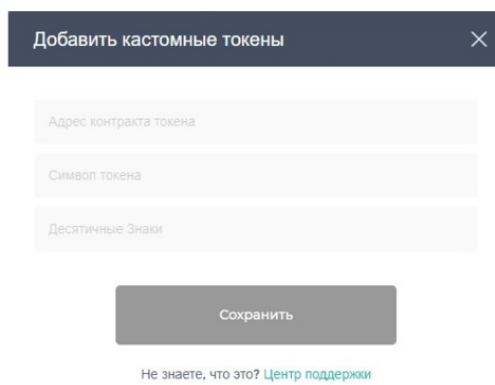 Добавить кастомные токены
Адрес контракта токена
Символ токена
Десятичные Знаки
Сохранить
Не знаете, что это? Центр поддержки